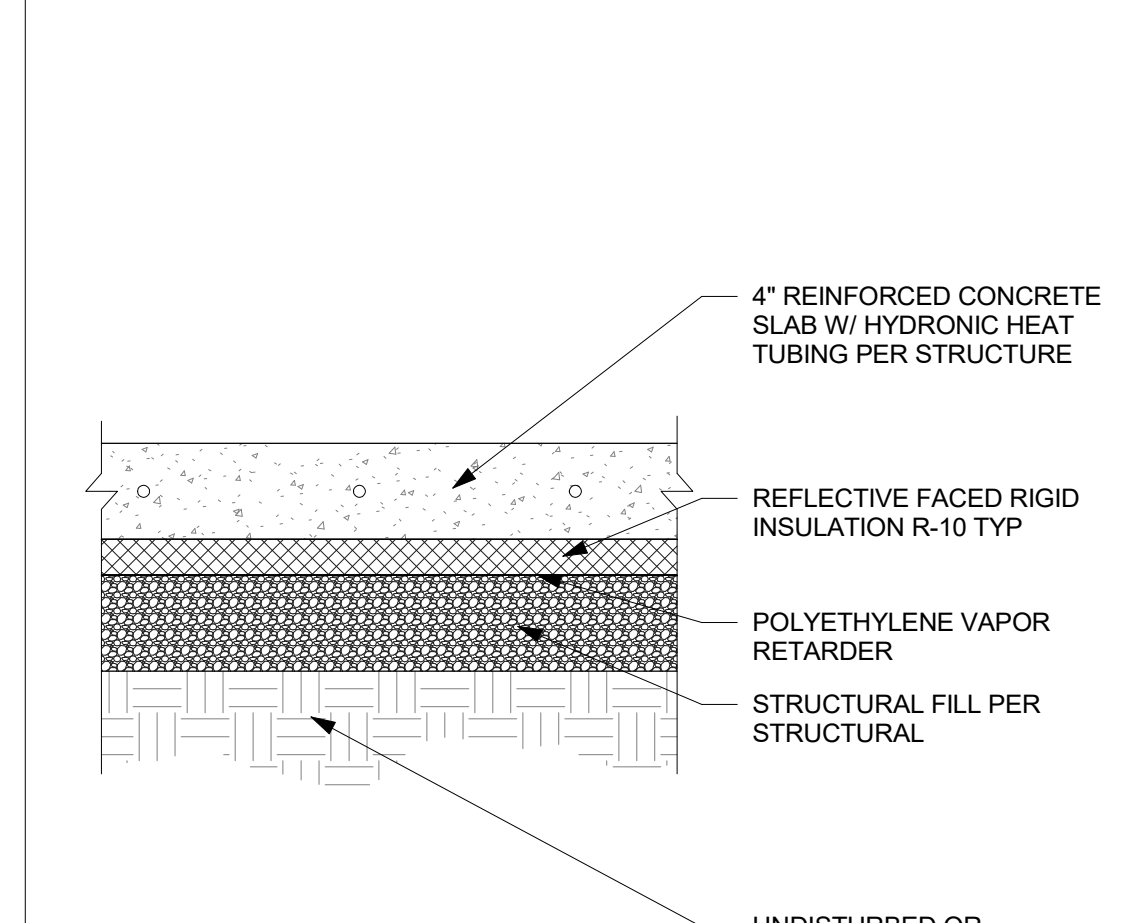 4" REINFORCED CONCRETE
SLAB W/ HYDRONIC HEAT
TUBING PER STRUCTURE
REFLECTIVE FACED RIGID
INSULATION R-10 TYP
POLYETHYLENE VAPOR
RETARDER
STRUCTURAL FILL PER
STRUCTURAL
UNDISTURBED OR